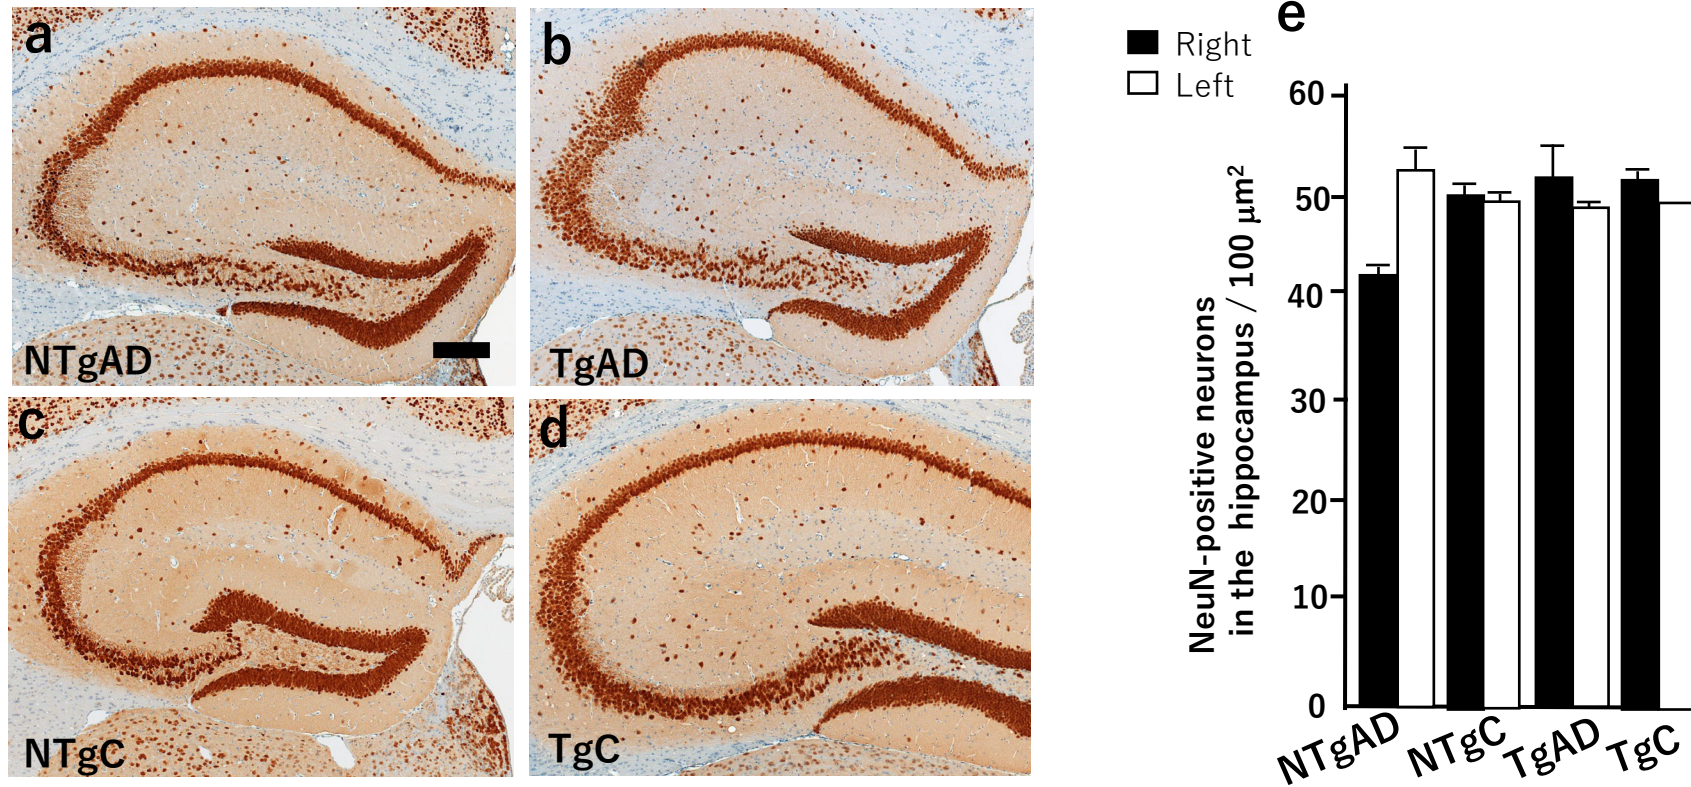 a
NTgAD
b
TgAD
c
NTgC
d
TgC
e
Right
Left
NeuN-positive neurons
in the hippocampus / 100 μm²
60
50
40
30
20
10
0
NTgAD
NTgC
TgAD
TgC